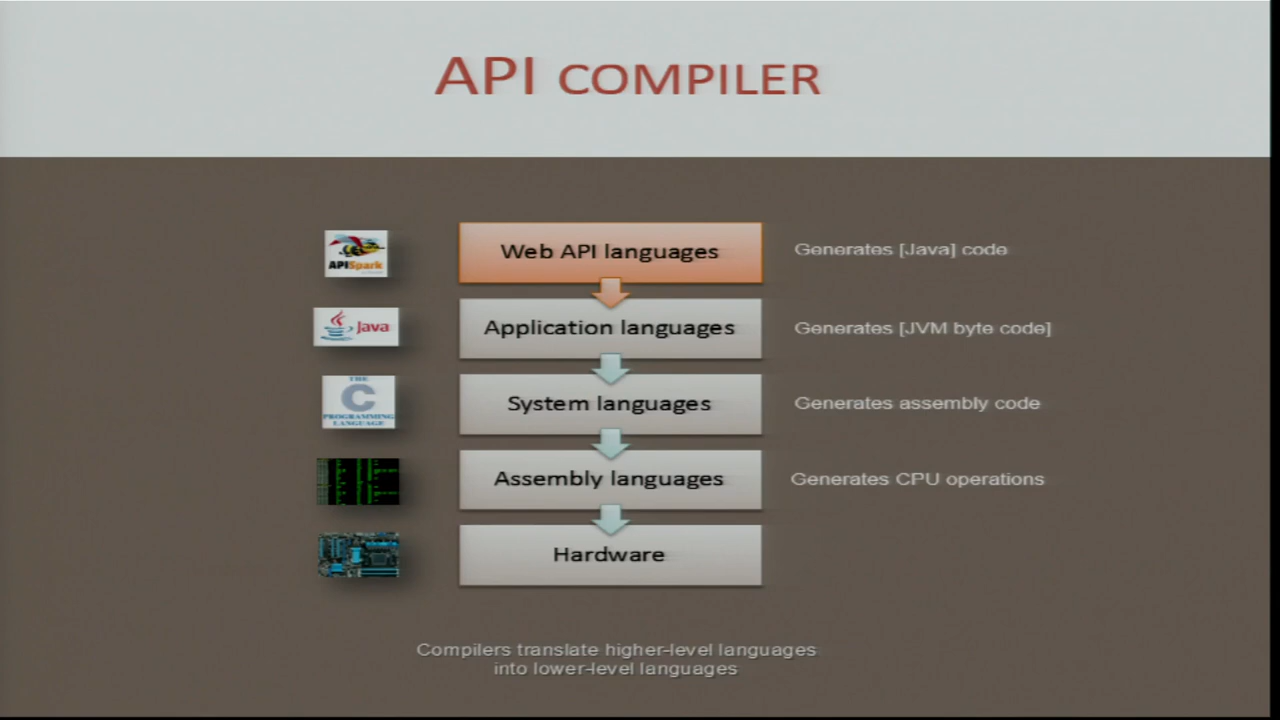 API COMPILER
APISpark
Web API languages
Generates [Java] code
Java
Application languages
Generates [JVM byte code]
THE
C
PROGRAMMING
LANGUAGE
System languages
Generates assembly code
Assembly languages
Generates CPU operations
Hardware
Compilers translate higher-level languages
into lower-level languages